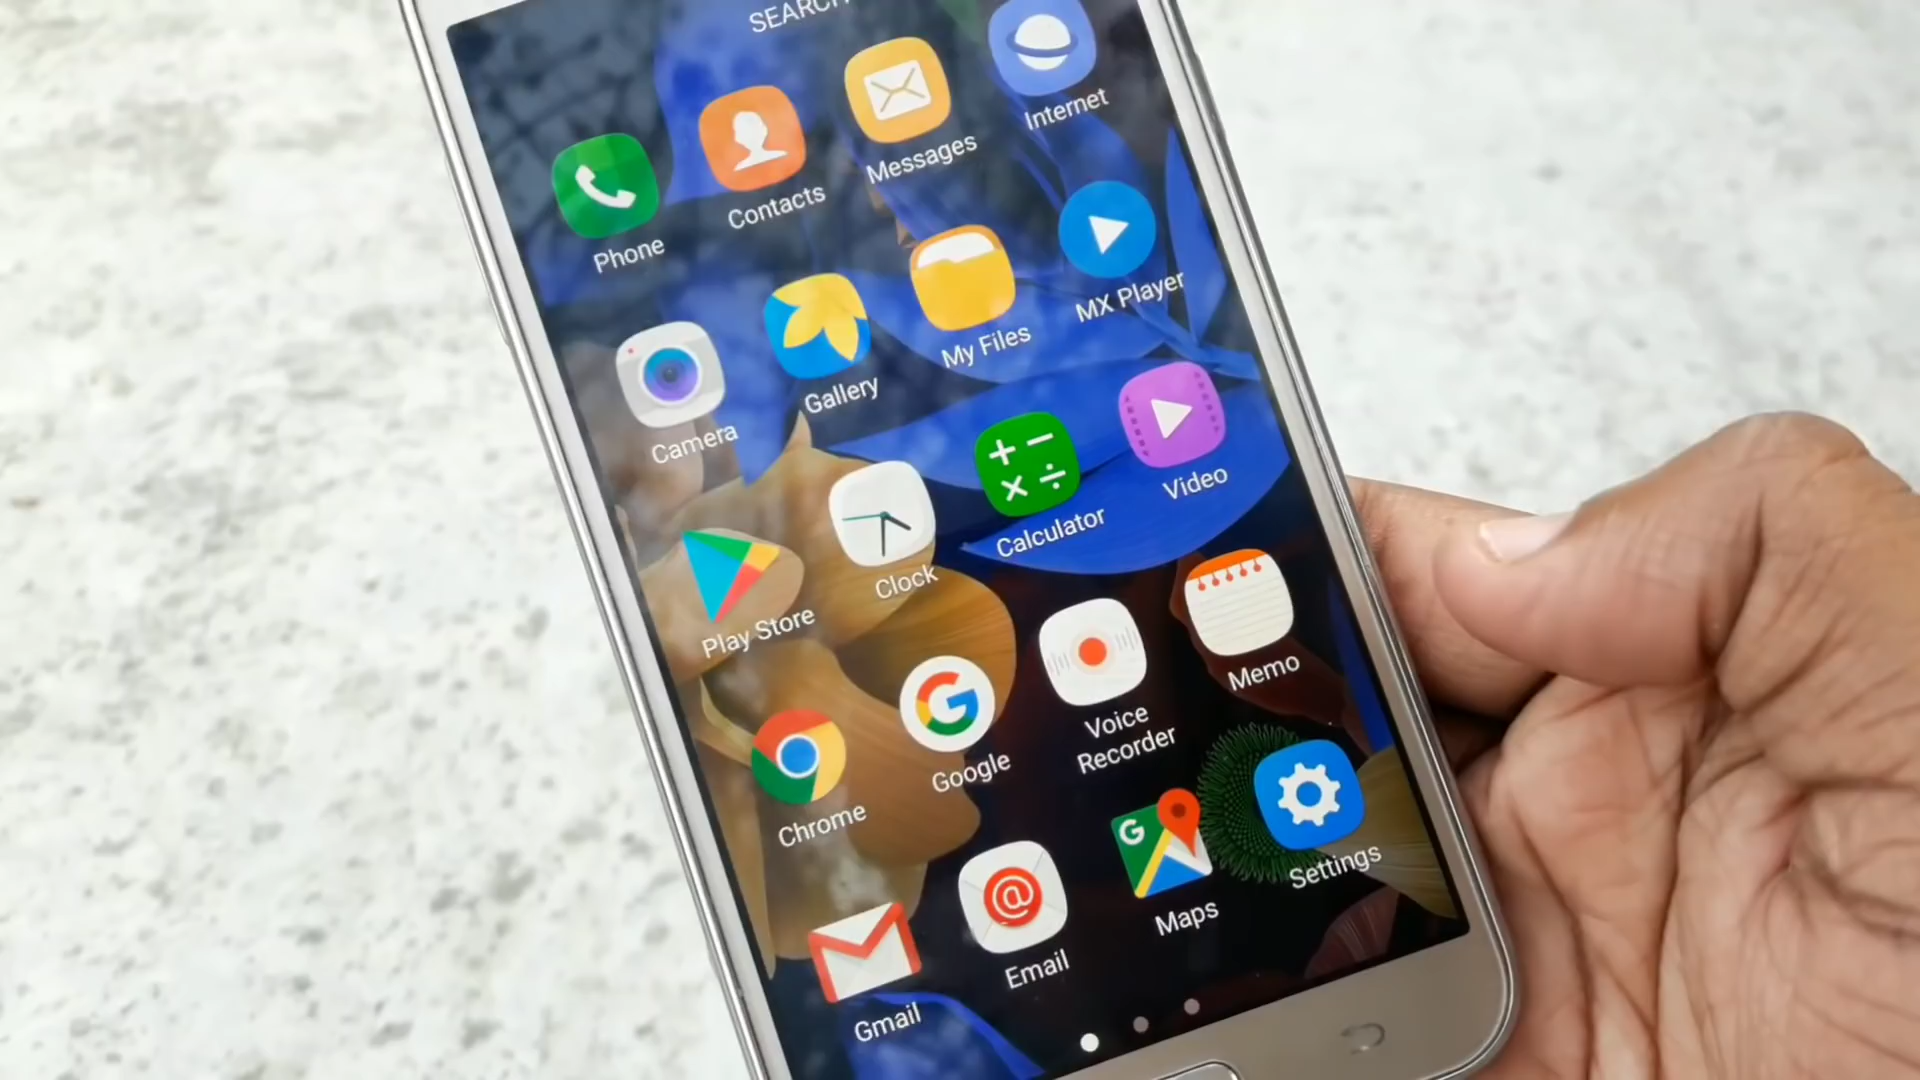 SEARCH
Phone
Contacts
Messages
Internet
Camera
Gallery
My Files
MX Player
Play Store
Clock
Calculator
Video
Chrome
Google
Voice
Recorder
Memo
Gmail
Email
Maps
Settings